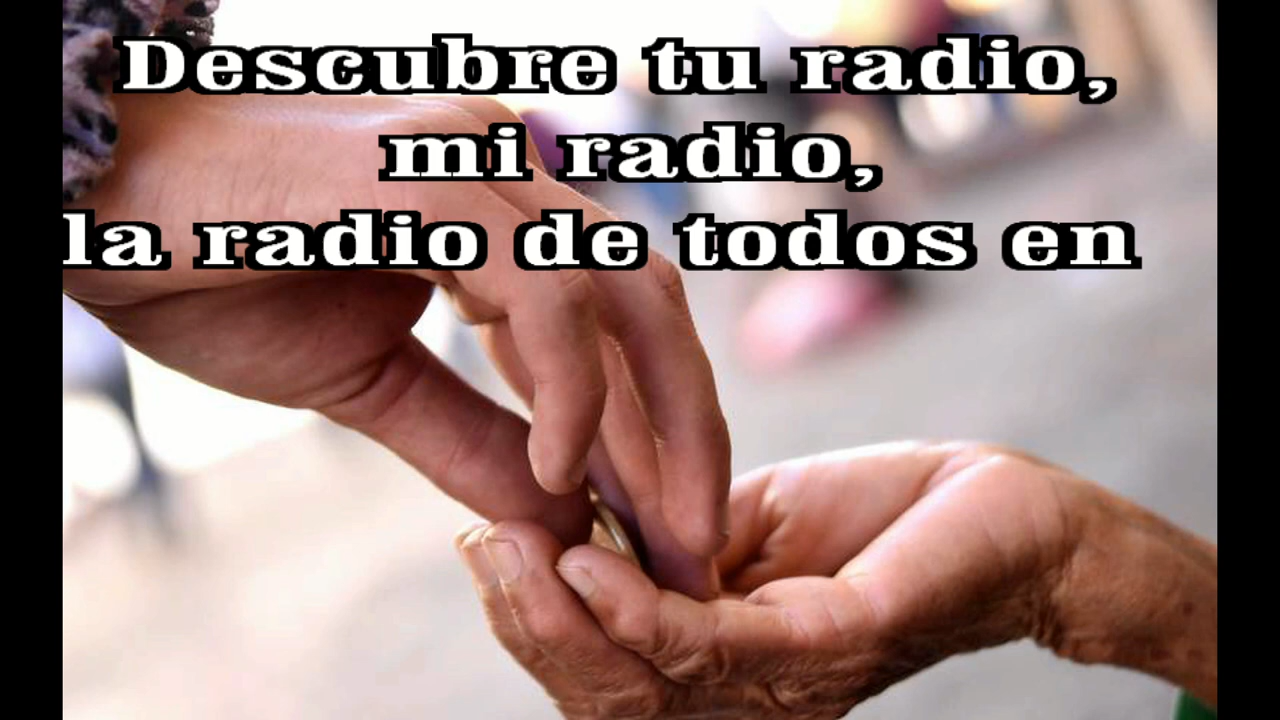 Descubre tu radio,
mi radio,
la radio de todos en